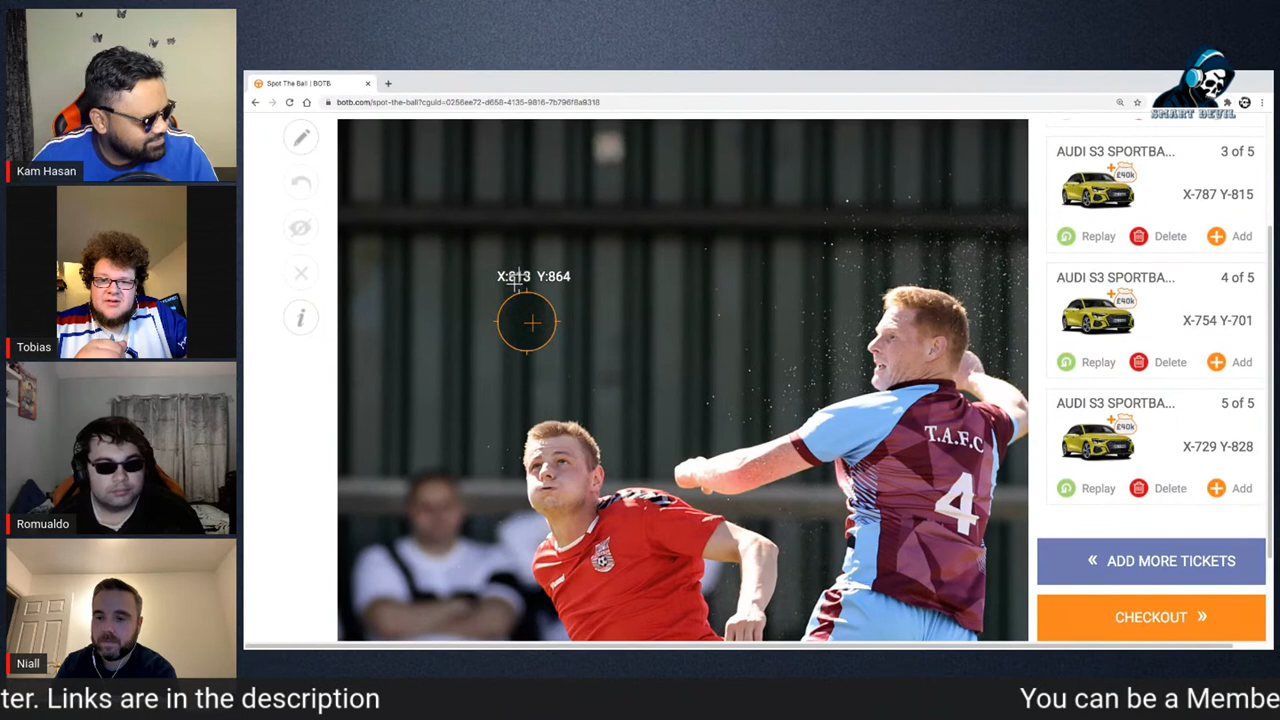 Kam Hasan
Tobias
Romualdo
Niall
SMART DEVIL
Spot The Ball | BOTB
botb.com/spot-the-ball?cguid=0256ee72-d658-4135-9816-7b796f8a9318
Y:864
T.A.F.C
4
AUDI S3 SPORTBA... 3 of 5
£40k
X-787 Y-815
Replay Delete Add
AUDI S3 SPORTBA... 4 of 5
£40k
X-754 Y-701
Replay Delete Add
AUDI S3 SPORTBA... 5 of 5
£40k
X-729 Y-828
Replay Delete Add
« ADD MORE TICKETS
CHECKOUT »
ter. Links are in the description
You can be a Membe